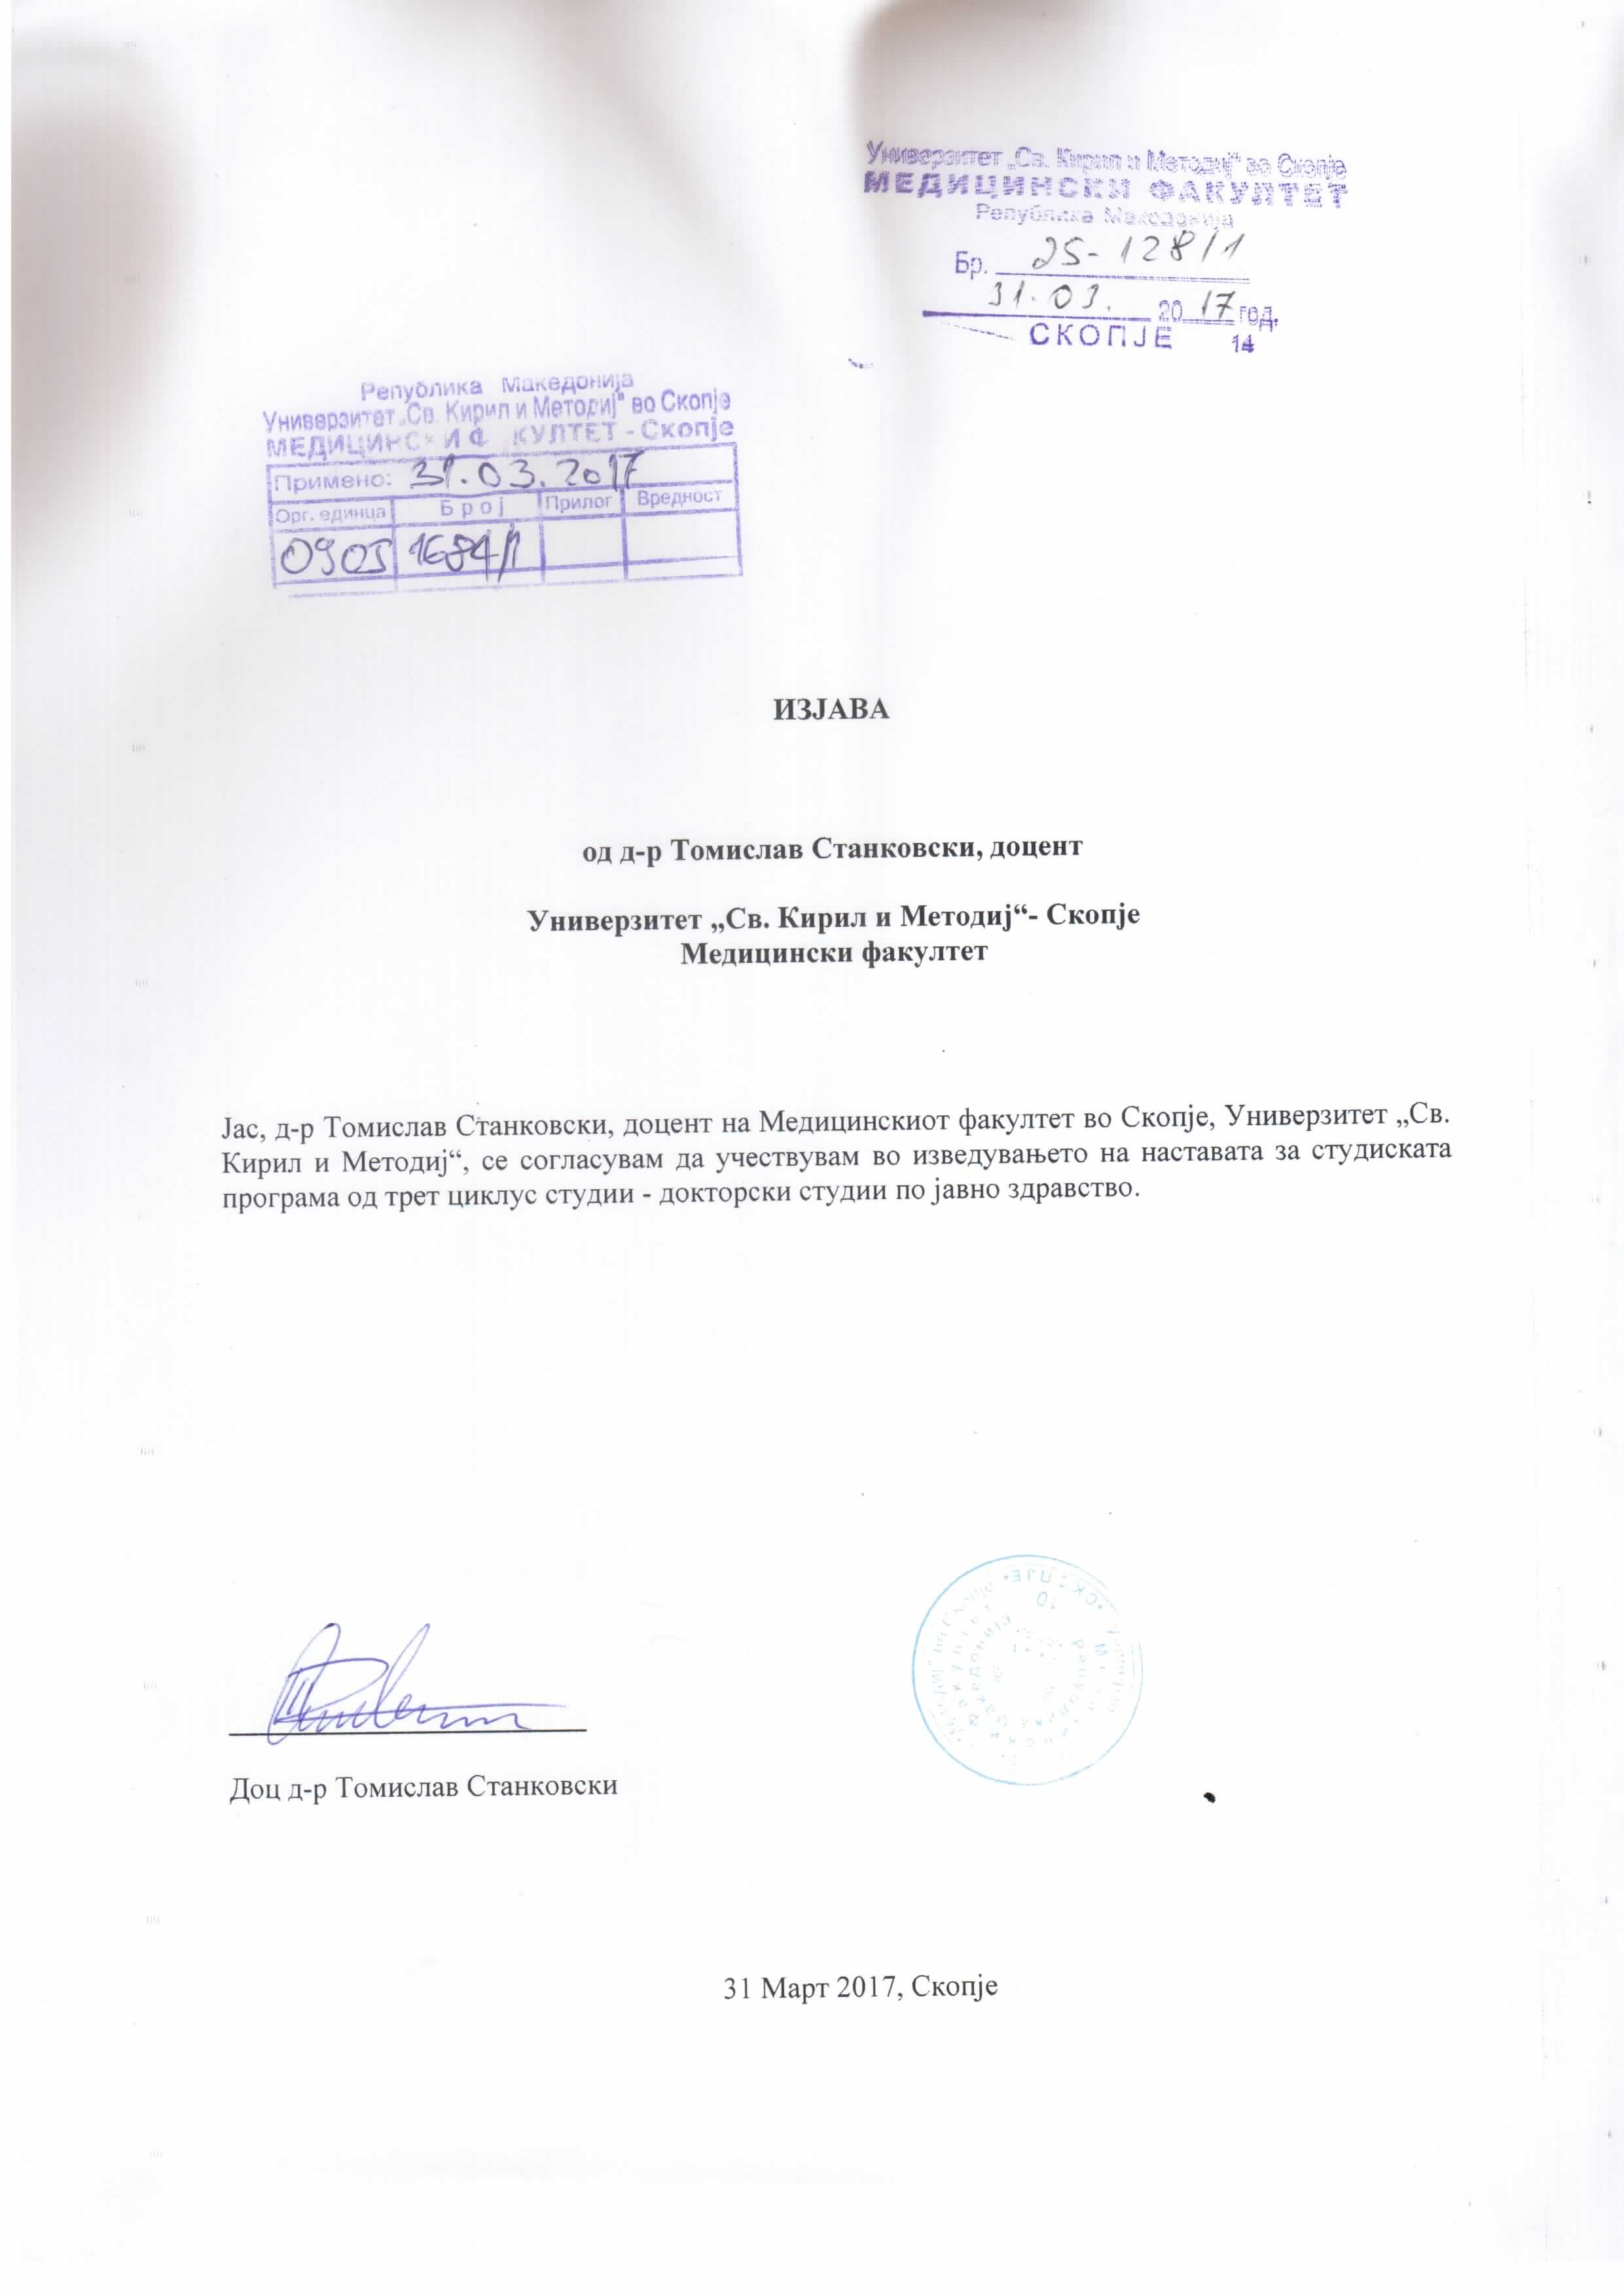 Универзитет „Св. Кирил и Методиј“ во Скопје
МЕДИЦИНСКИ ФАКУЛТЕТ
Република Македонија
Бр. 25-128/1
31.03. 2017 год.
СКОПЈЕ 14
Република Македонија
Универзитет „Св. Кирил и Методиј“ во Скопје
МЕДИЦИНСКИ Ф КУЛТЕТ - Скопје
Примено: 31.03.2017
Орг. единца Број Прилог Вредност
0905 1684/1
ИЗЈАВА
од д-р Томислав Станковски, доцент
Универзитет „Св. Кирил и Методиј“- Скопје
Медицински факултет
Јас, д-р Томислав Станковски, доцент на Медицинскиот факултет во Скопје, Универзитет „Св.
Кирил и Методиј“, се согласувам да учествувам во изведувањето на наставата за студиската
програма од трет циклус студии - докторски студии по јавно здравство.
Доц д-р Томислав Станковски
31 Март 2017, Скопје